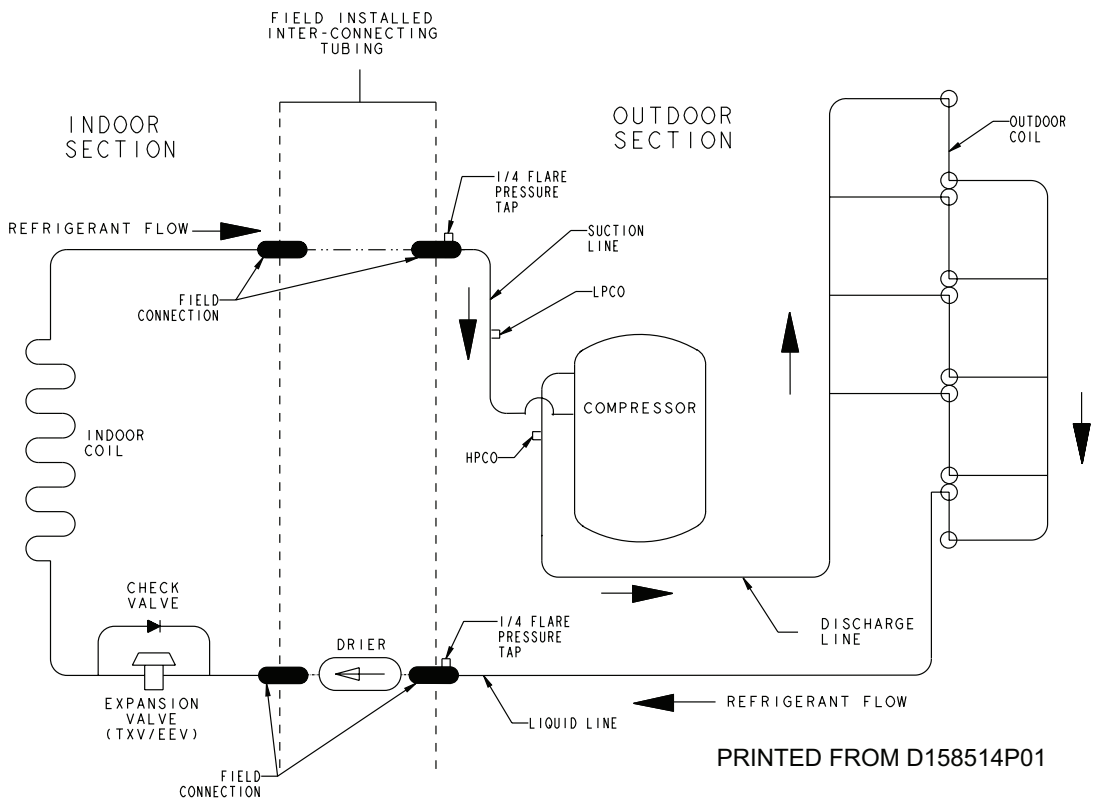 FIELD INSTALLED
INTER-CONNECTING
TUBING
INDOOR
SECTION
OUTDOOR
SECTION
OUTDOOR
COIL
1/4 FLARE
PRESSURE
TAP
REFRIGERANT FLOW
SUCTION
LINE
FIELD
CONNECTION
LPCO
COMPRESSOR
INDOOR
COIL
HPCO
CHECK
VALVE
DRIER
1/4 FLARE
PRESSURE
TAP
DISCHARGE
LINE
EXPANSION
VALVE
(TXV/EEV)
LIQUID LINE
REFRIGERANT FLOW
FIELD
CONNECTION
PRINTED FROM D158514P01